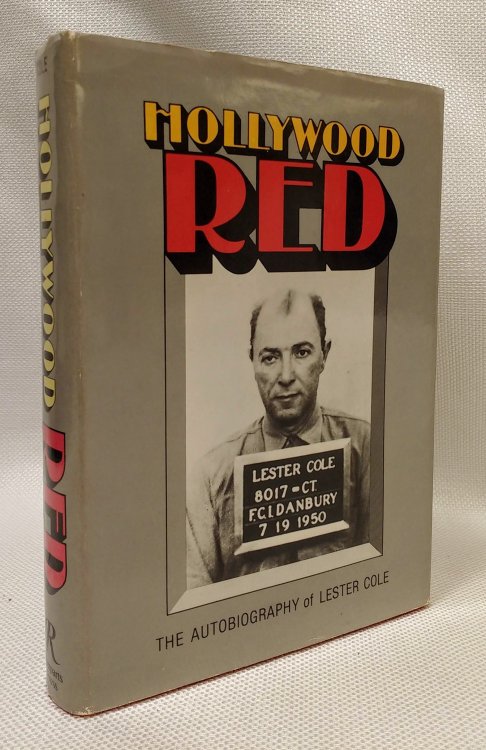 HOLLYWOOD
RED
LESTER COLE
8017-CT.
F.C.I. DANBURY
7 19 1950
THE AUTOBIOGRAPHY of LESTER COLE
HOLLYWOOD
RED
R